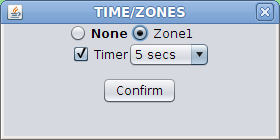 TIME/ZONES
None Zone1
Timer 5 secs
Confirm